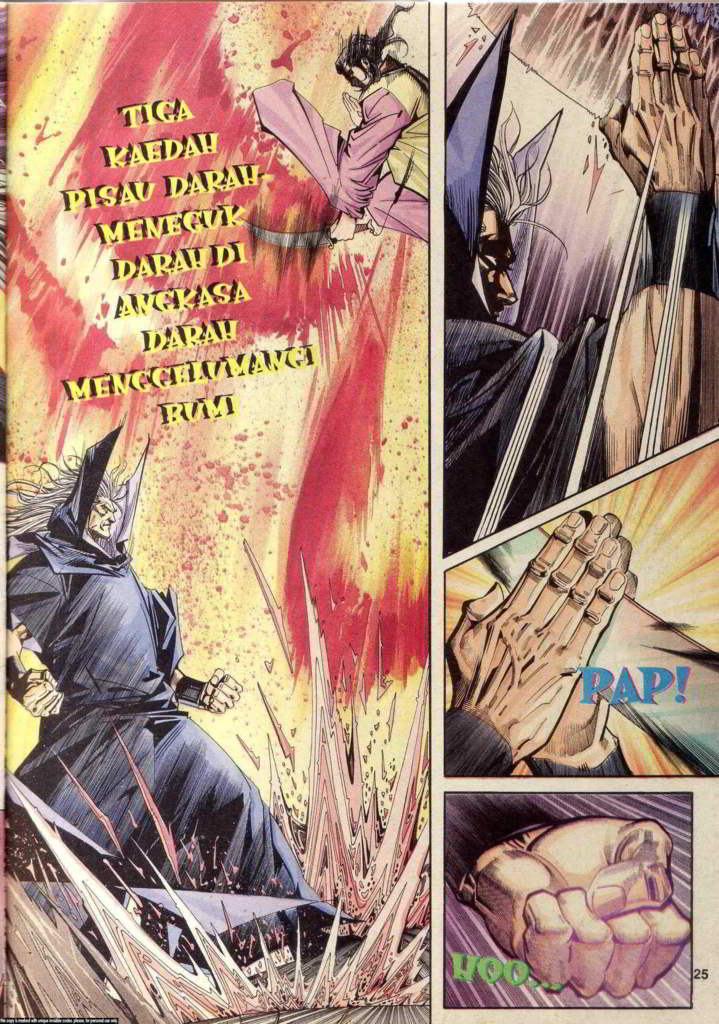 TIGA
KAEDAH
PISAU DARAH-
MENEGUK
DARAH DI
ANGKASA
DARAH
MENGGELUMANGI
BUMI
PAP!
HOO...
25
this copy is marked with unique invisible codes, please, for personal use only.